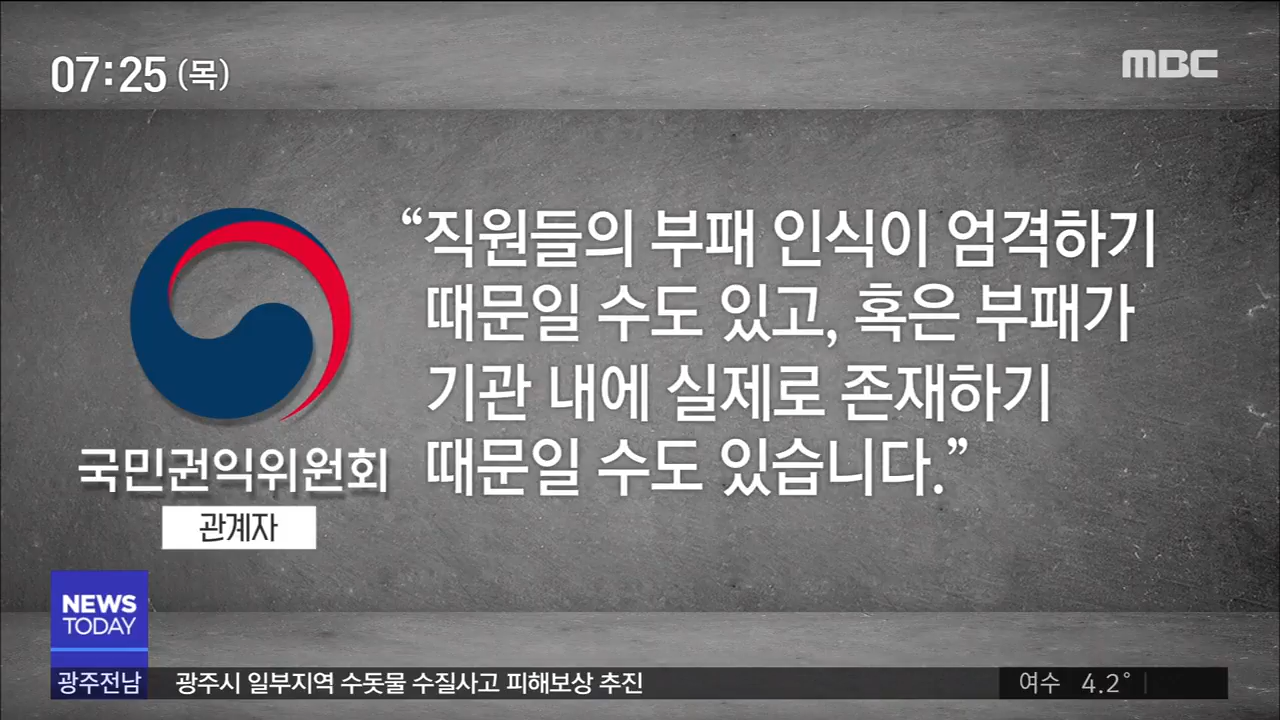 07:25 (목)
MBC
“직원들의 부패 인식이 엄격하기
때문일 수도 있고, 혹은 부패가
기관 내에 실제로 존재하기
때문일 수도 있습니다.”
국민권익위원회
관계자
NEWS
TODAY
광주전남 광주시 일부지역 수돗물 수질사고 피해보상 추진 여수 4.2°